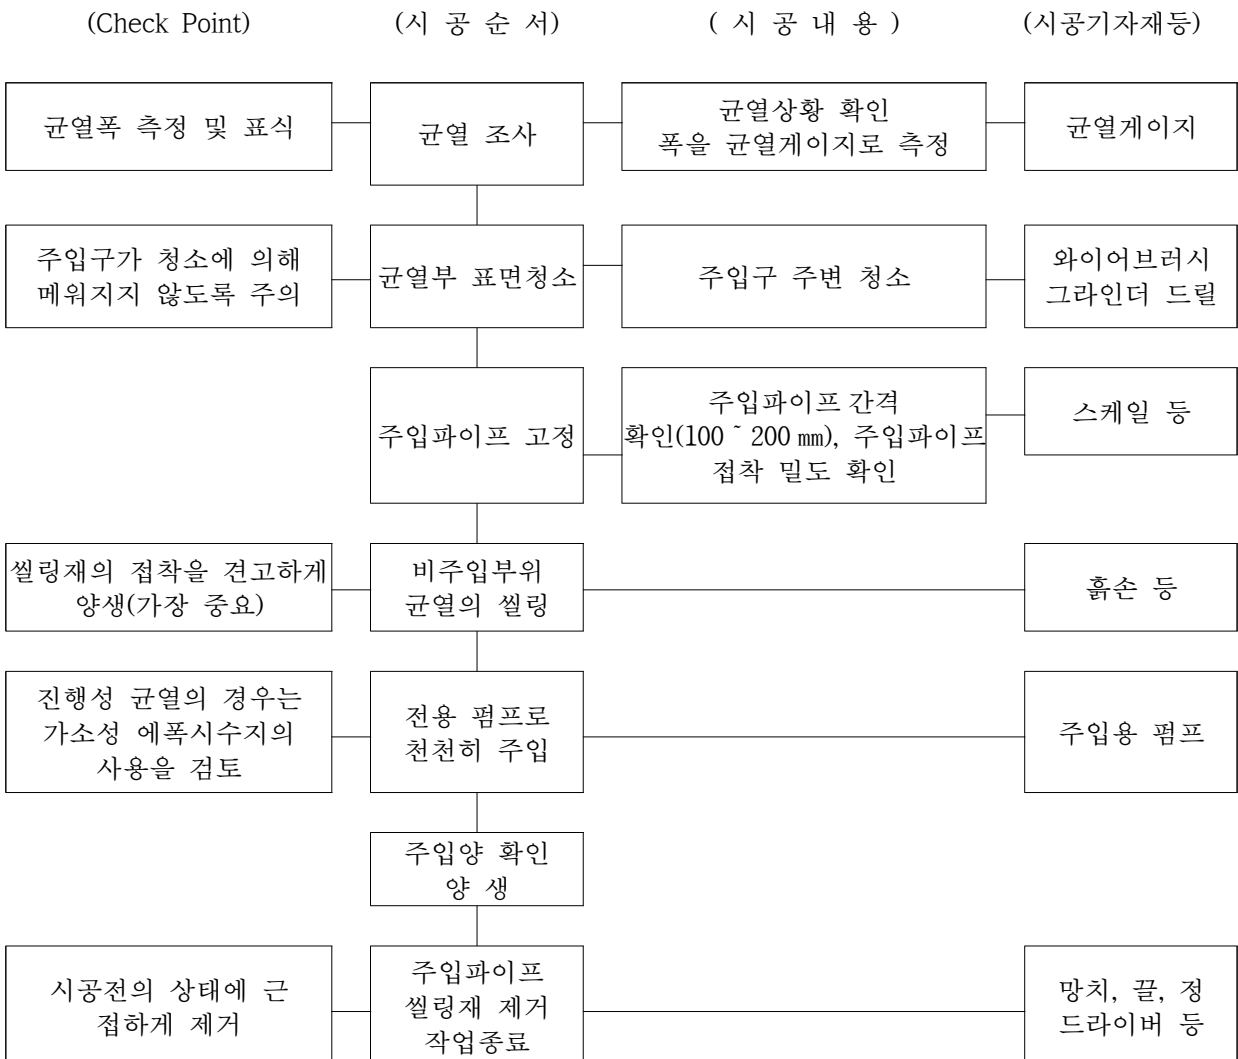 (Check Point)
(시 공 순 서)
( 시 공 내 용 )
(시공기자재등)
균열폭 측정 및 표식
균열 조사
균열상황 확인
폭을 균열게이지로 측정
균열게이지
주입구가 청소에 의해
메워지지 않도록 주의
균열부 표면청소
주입구 주변 청소
와이어브러시
그라인더 드릴
주입파이프 고정
주입파이프 간격
확인(100 ~ 200 ㎜), 주입파이프
접착 밀도 확인
스케일 등
씰링재의 접착을 견고하게
양생(가장 중요)
비주입부위
균열의 씰링
흙손 등
진행성 균열의 경우는
가소성 에폭시수지의
사용을 검토
전용 펌프로
천천히 주입
주입용 펌프
주입양 확인
양 생
시공전의 상태에 근
접하게 제거
주입파이프
씰링재 제거
작업종료
망치, 끌, 정
드라이버 등